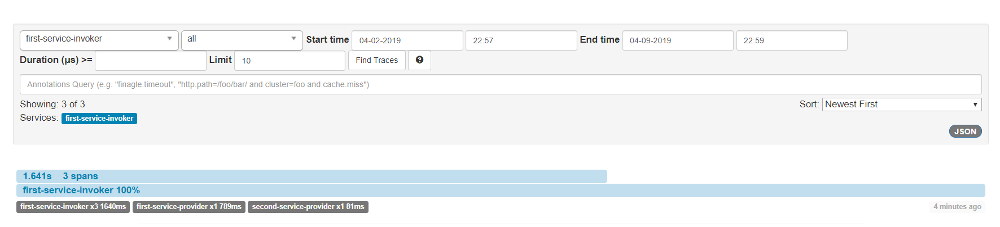 first-service-invoker all Start time 04-02-2019 22:57 End time 04-09-2019 22:59
Duration (μs) >= Limit 10 Find Traces
Annotations Query (e.g. "finagle.timeout", "http.path=/foo/bar/ and cluster=foo and cache.miss")
Showing: 3 of 3 Sort: Newest First
Services: first-service-invoker
JSON
1.641s 3 spans
first-service-invoker 100%
first-service-invoker x3 1640ms first-service-provider x1 789ms second-service-provider x1 81ms 4 minutes ago